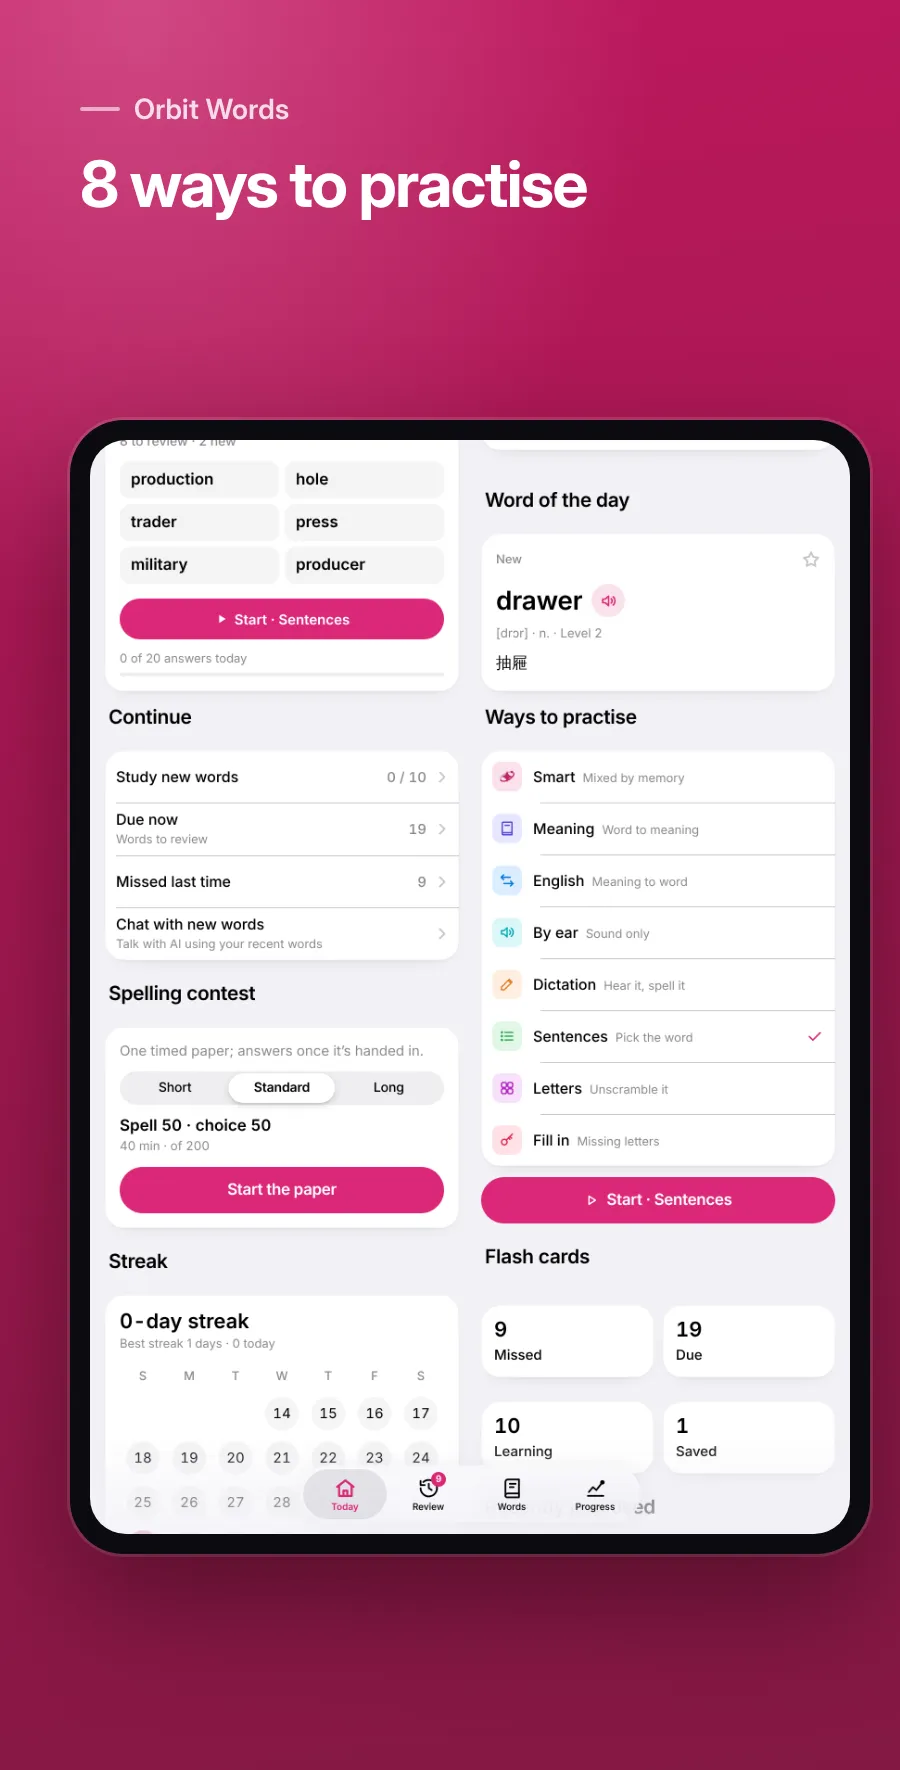 Orbit Words
8 ways to practise
8 to review · 2 new
production
hole
trader
press
military
producer
Start · Sentences
0 of 20 answers today
Continue
Study new words
0 / 10
Due now
Words to review
19
Missed last time
9
Chat with new words
Talk with AI using your recent words
Spelling contest
One timed paper; answers once it's handed in.
Short
Standard
Long
Spell 50 · choice 50
40 min · of 200
Start the paper
Streak
0-day streak
Best streak 1 days · 0 today
S M T W T F S
14 15 16 17
18 19 20 21 22 23 24
25 26 27 28
Word of the day
New
drawer
[drɔr] · n. · Level 2
抽屜
Ways to practise
Smart Mixed by memory
Meaning Word to meaning
English Meaning to word
By ear Sound only
Dictation Hear it, spell it
Sentences Pick the word
Letters Unscramble it
Fill in Missing letters
Start · Sentences
Flash cards
9
Missed
19
Due
10
Learning
1
Saved
Today
9
Review
Words
Progress